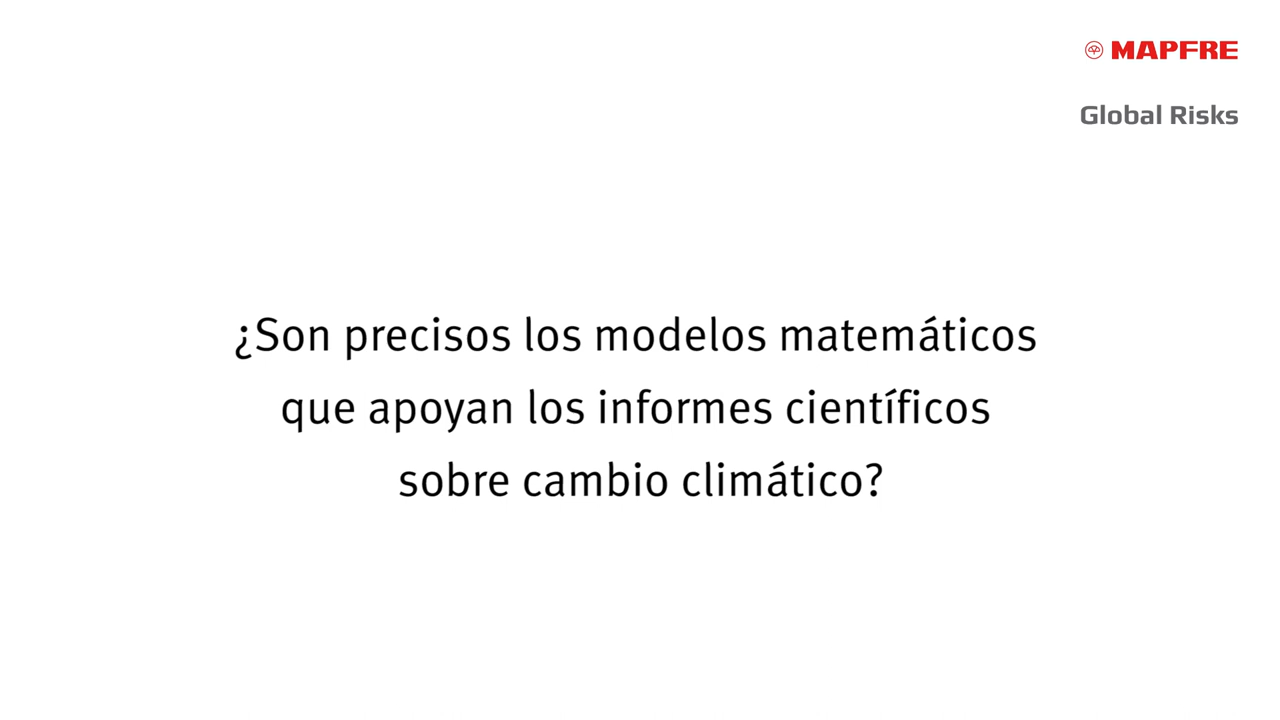 MAPFRE
Global Risks
¿Son precisos los modelos matemáticos
que apoyan los informes científicos
sobre cambio climático?